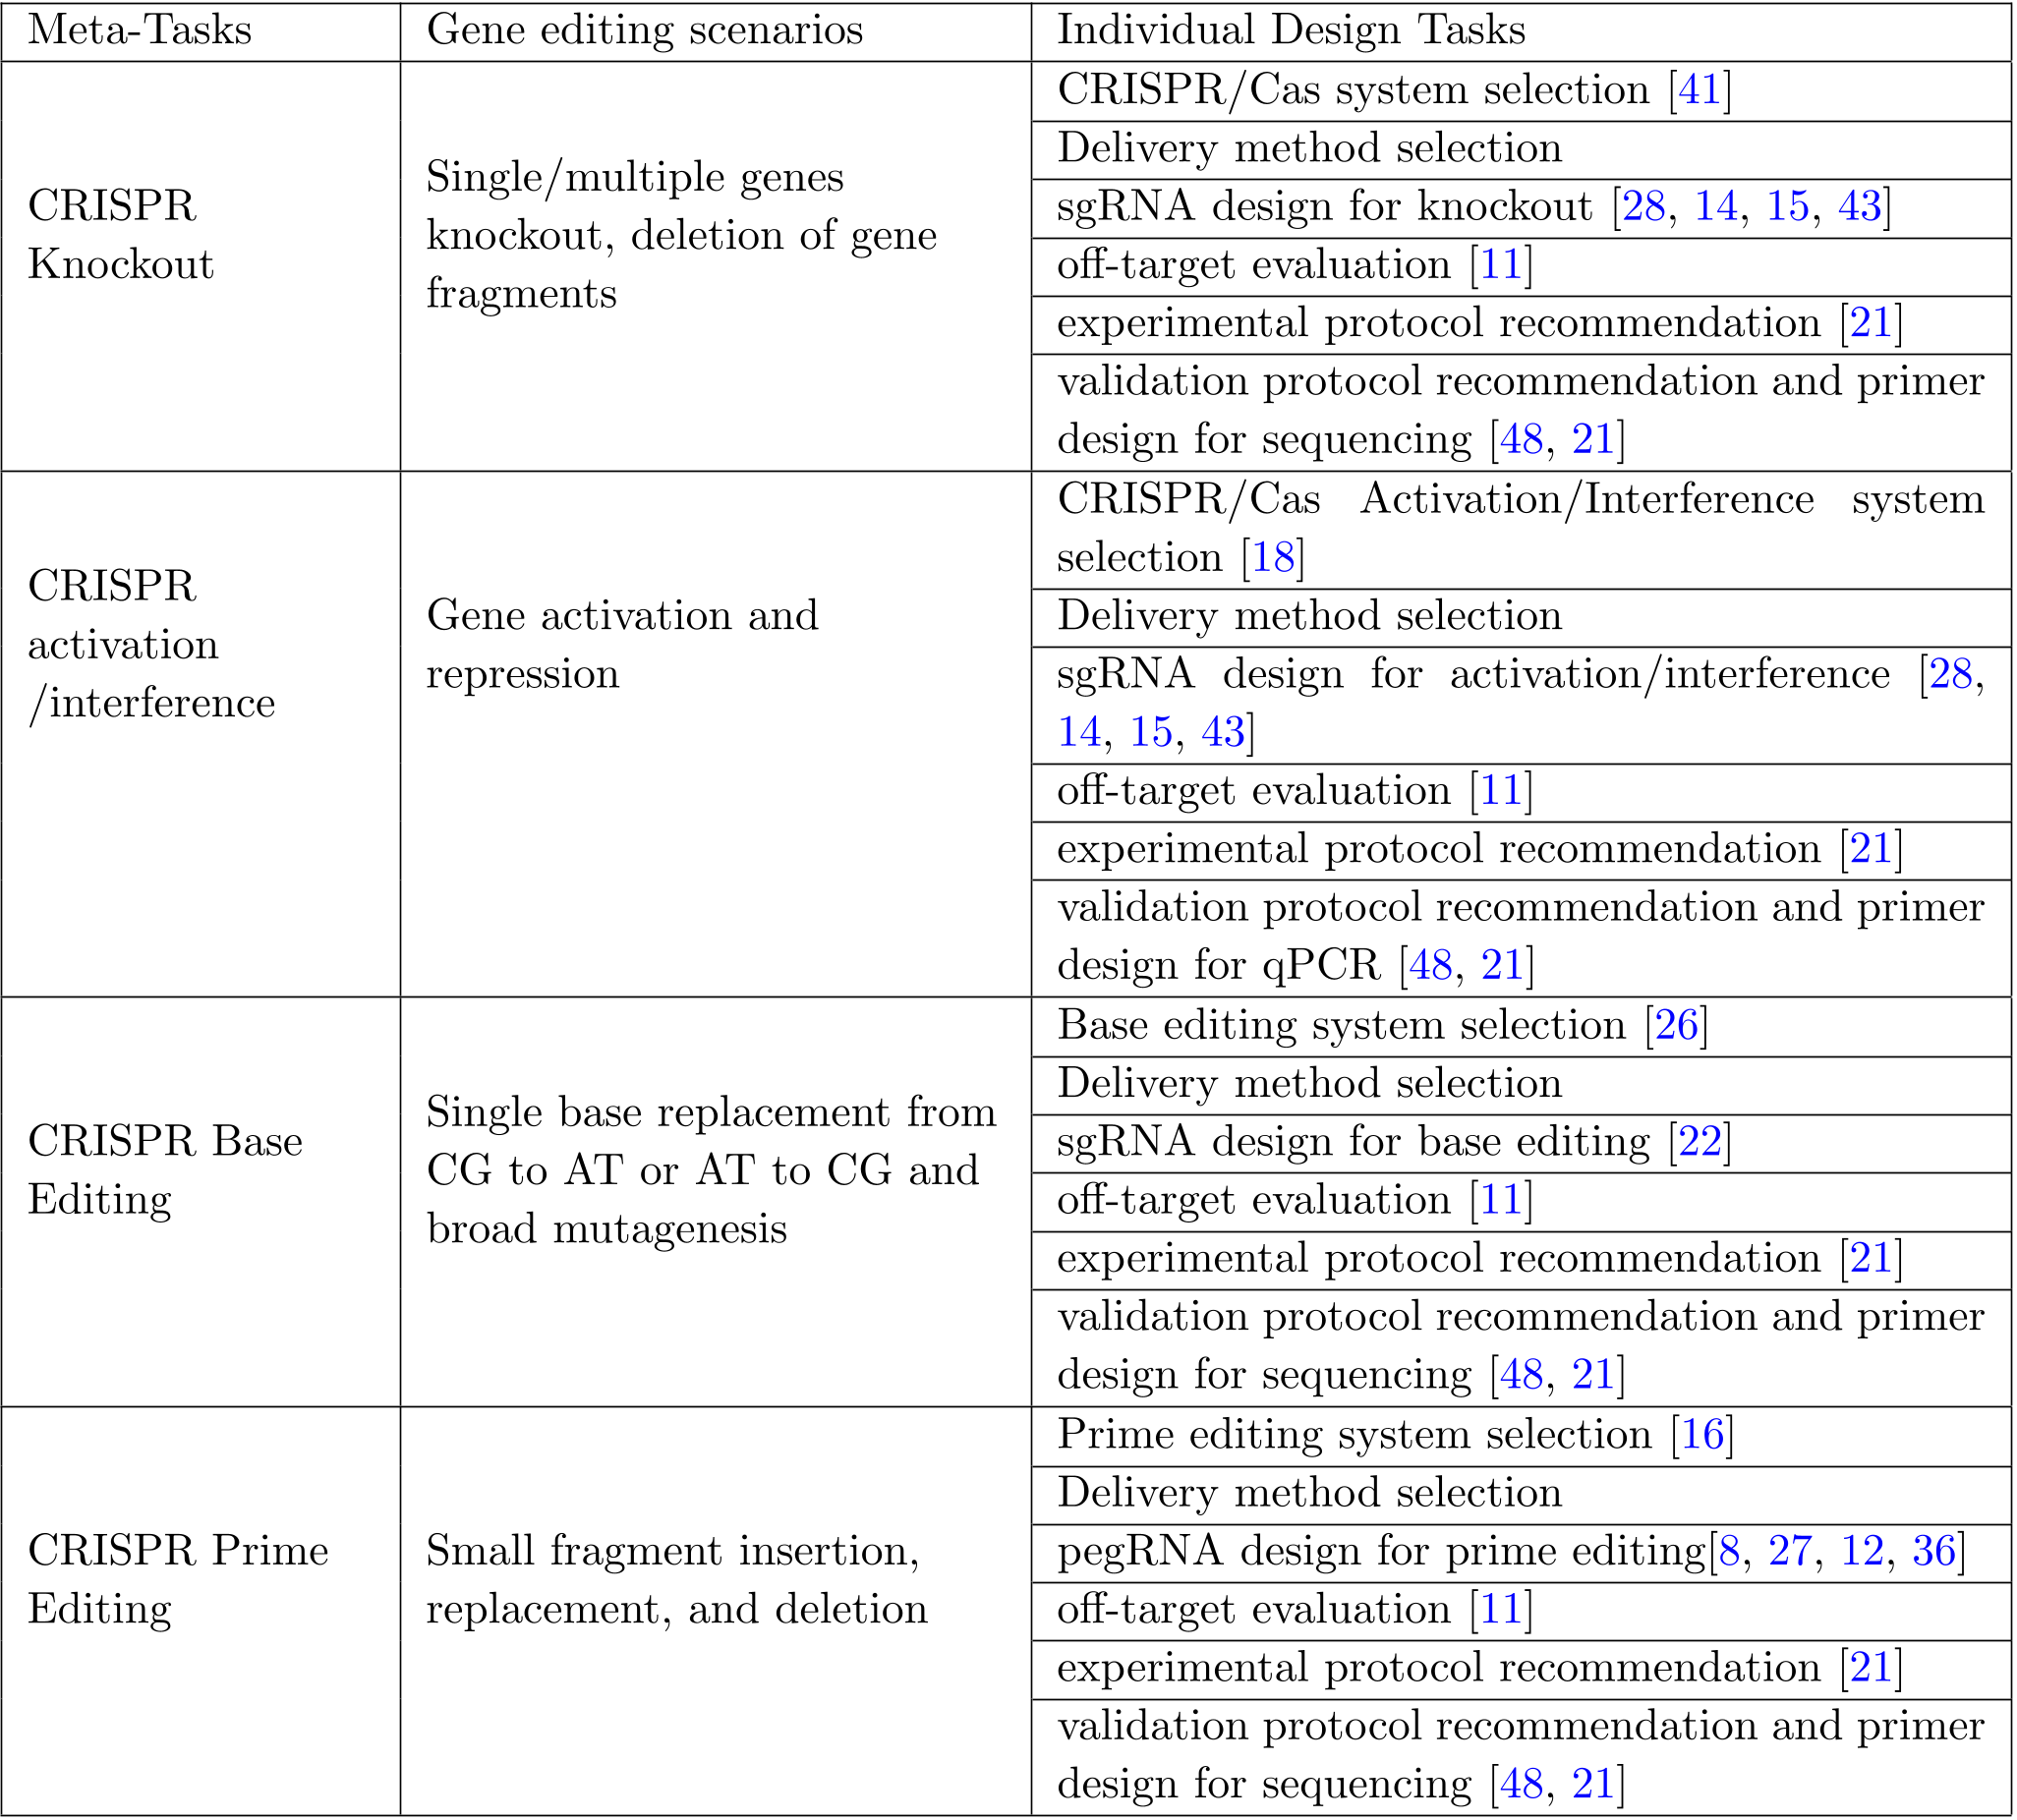 Meta-Tasks
Gene editing scenarios
Individual Design Tasks
CRISPR
Knockout
Single/multiple genes
knockout, deletion of gene
fragments
CRISPR/Cas system selection [41]
Delivery method selection
sgRNA design for knockout [28, 14, 15, 43]
off-target evaluation [11]
experimental protocol recommendation [21]
validation protocol recommendation and primer
design for sequencing [48, 21]
CRISPR
activation
/interference
Gene activation and
repression
CRISPR/Cas Activation/Interference system
selection [18]
Delivery method selection
sgRNA design for activation/interference [28,
14, 15, 43]
off-target evaluation [11]
experimental protocol recommendation [21]
validation protocol recommendation and primer
design for qPCR [48, 21]
CRISPR Base
Editing
Single base replacement from
CG to AT or AT to CG and
broad mutagenesis
Base editing system selection [26]
Delivery method selection
sgRNA design for base editing [22]
off-target evaluation [11]
experimental protocol recommendation [21]
validation protocol recommendation and primer
design for sequencing [48, 21]
CRISPR Prime
Editing
Small fragment insertion,
replacement, and deletion
Prime editing system selection [16]
Delivery method selection
pegRNA design for prime editing[8, 27, 12, 36]
off-target evaluation [11]
experimental protocol recommendation [21]
validation protocol recommendation and primer
design for sequencing [48, 21]